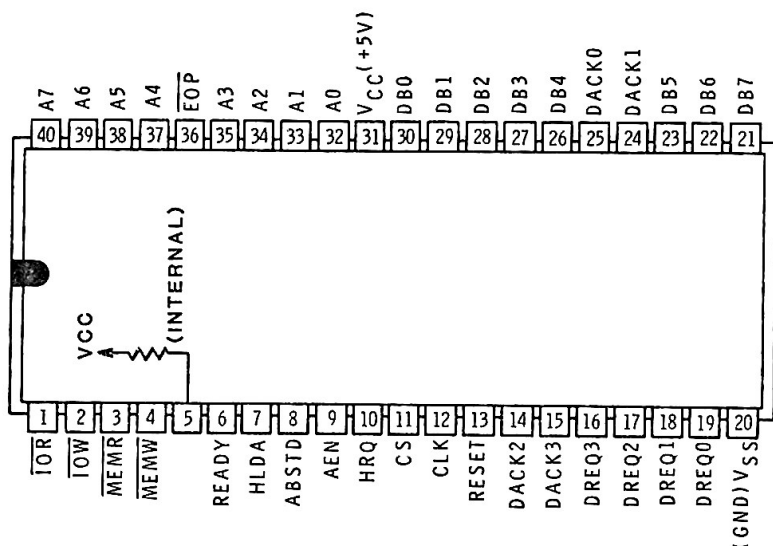 A7
A6
A5
A4
EOP
A3
A2
A1
A0
VCC(+5V)
DB0
DB1
DB2
DB3
DB4
DACK0
DACK1
DB5
DB6
DB7
40 39 38 37 36 35 34 33 32 31 30 29 28 27 26 25 24 23 22 21
VCC
(INTERNAL)
1 2 3 4 5 6 7 8 9 10 11 12 13 14 15 16 17 18 19 20
IOR
IOW
MEMR
MEMW
READY
HLDA
ABSTD
AEN
HRQ
CS
CLK
RESET
DACK2
DACK3
DREQ3
DREQ2
DREQ1
DREQ0
(GND)VSS